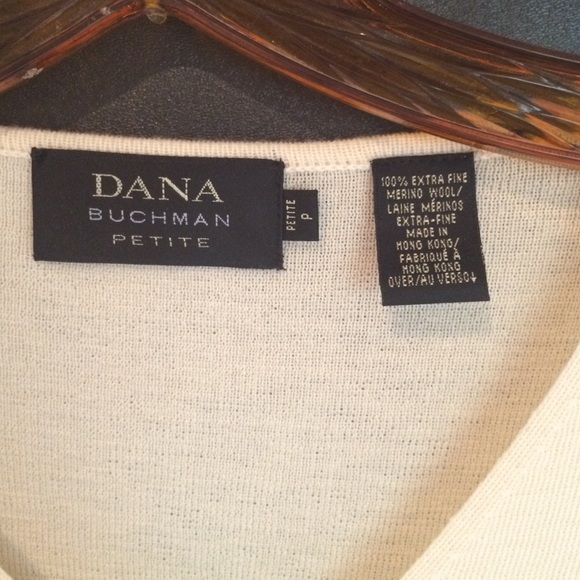 DANA
BUCHMAN
PETITE
PETITE
P
100% EXTRA FINE
MERINO WOOL/
LAINE MÉRINOS
EXTRA-FINE
MADE IN
HONG KONG/
FABRIQUÉ À
HONG KONG
OVER/AU VERSO↓